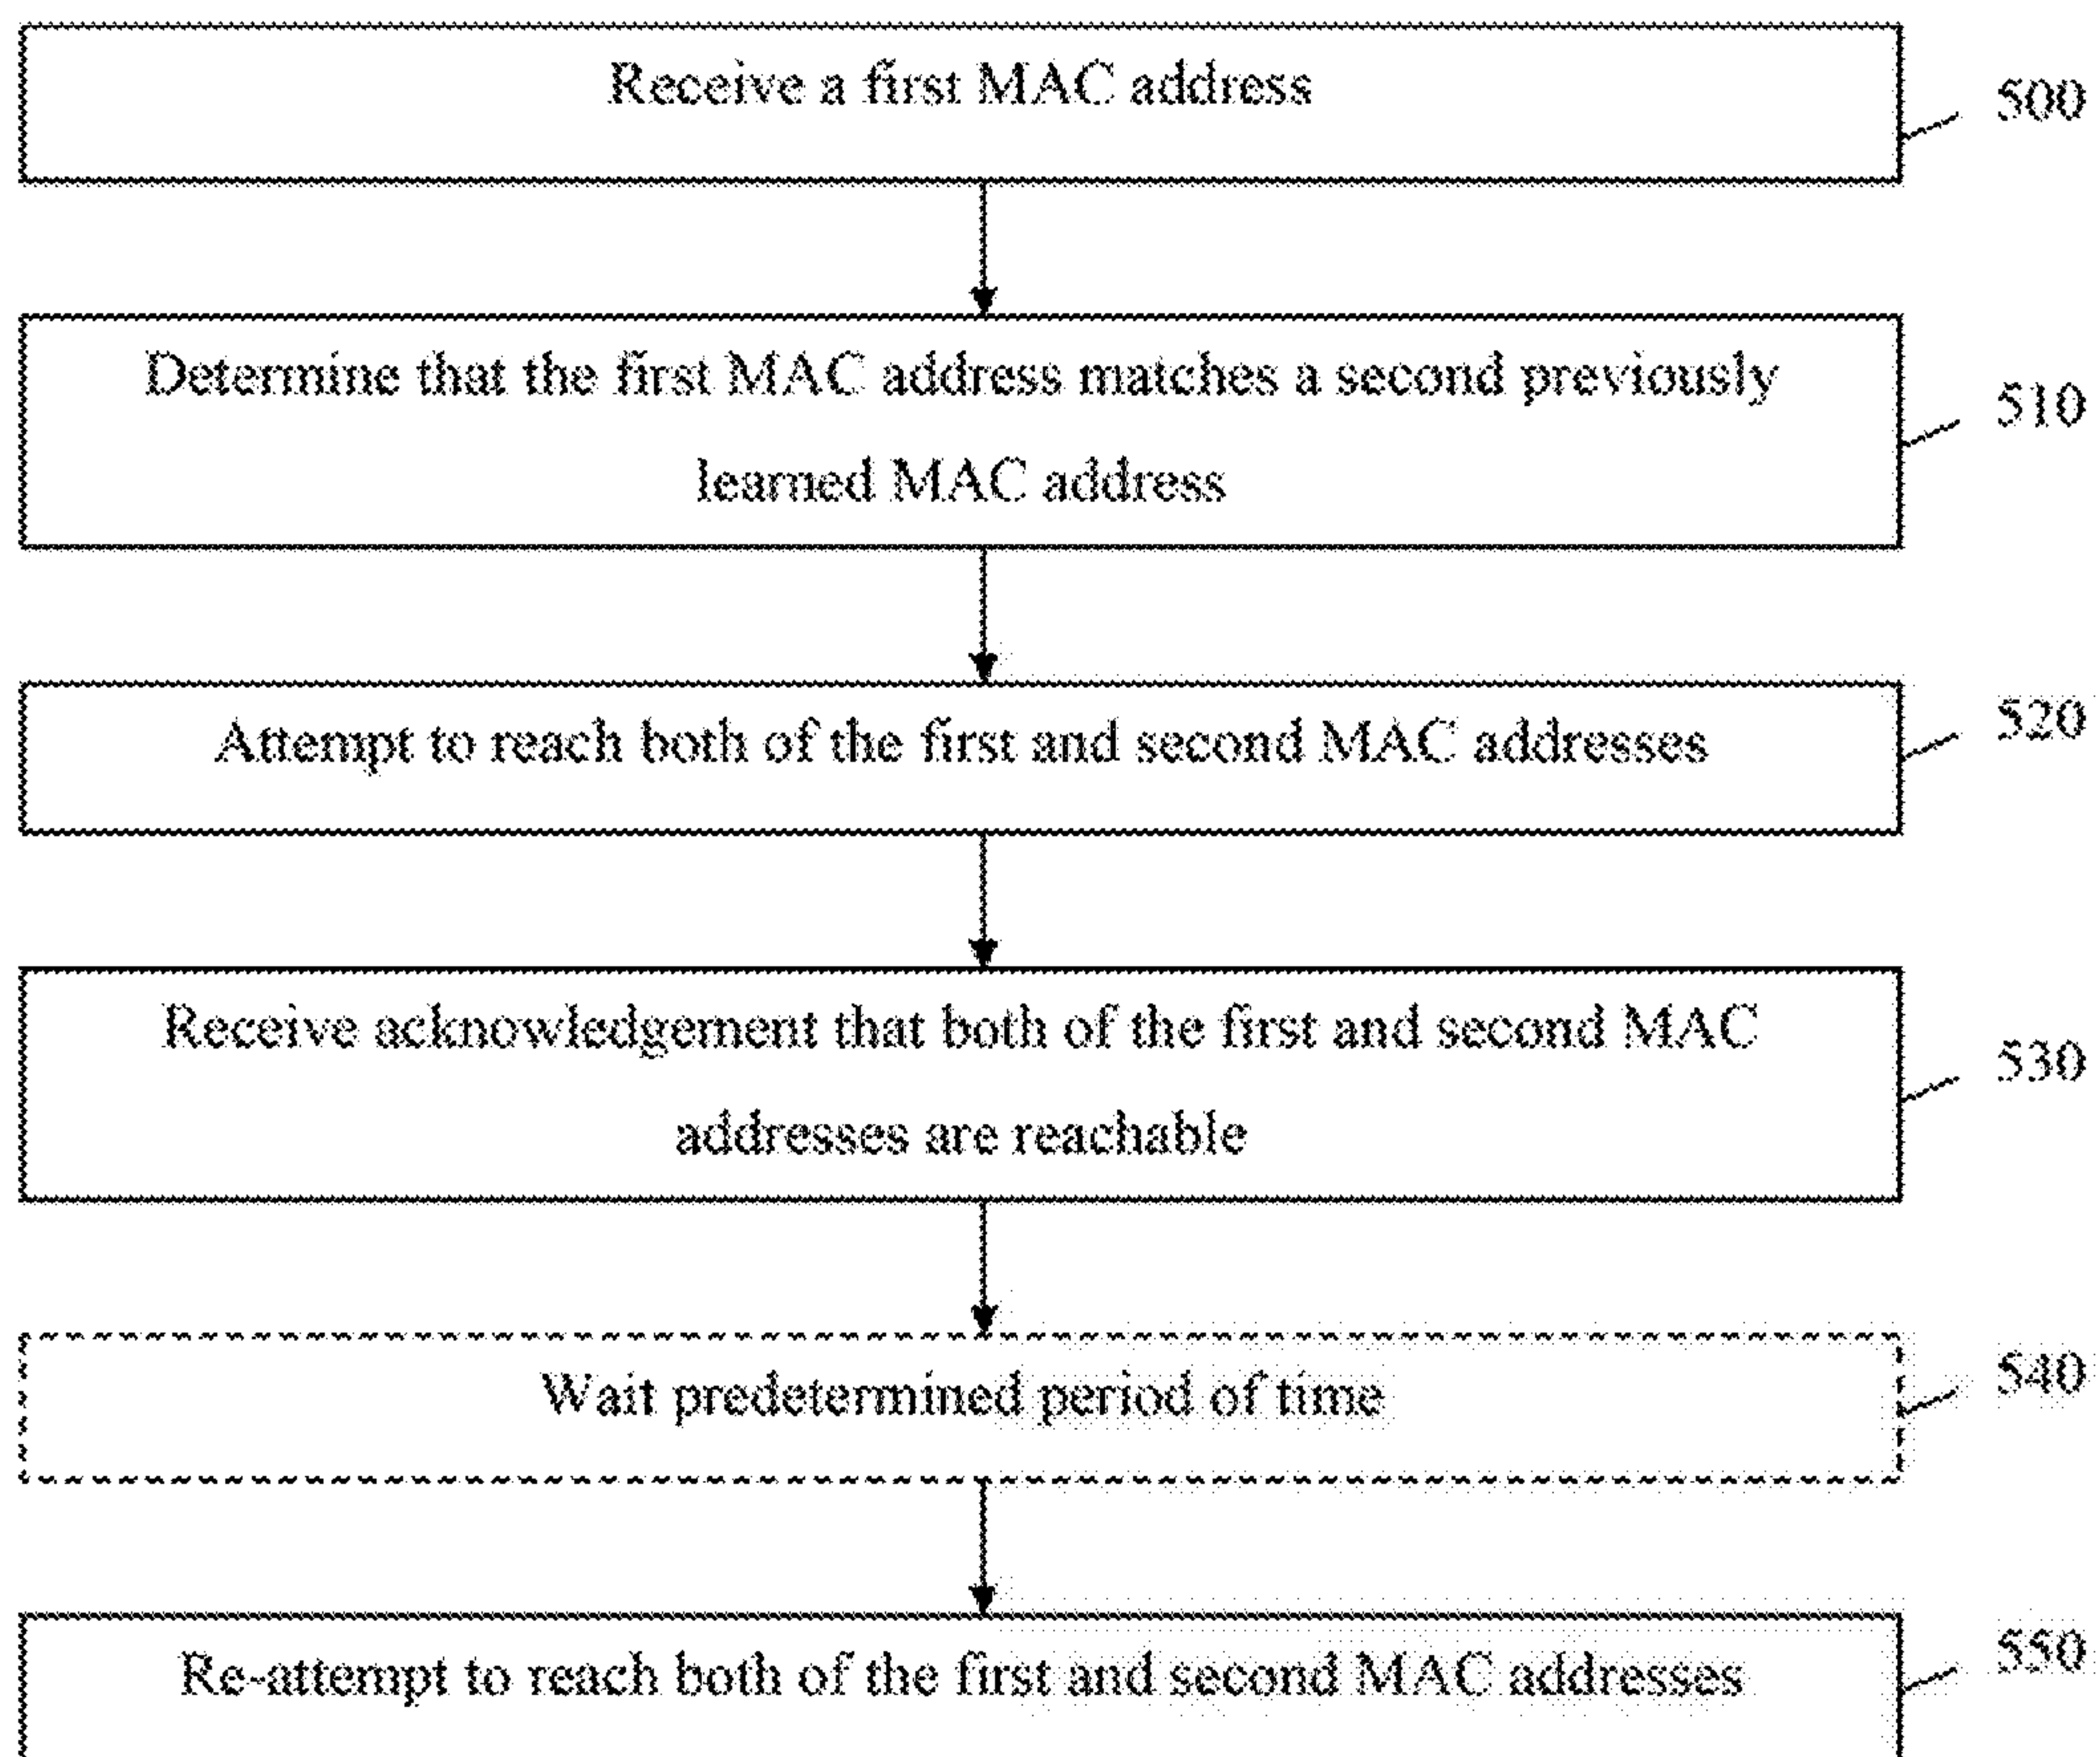 Receive a first MAC address
500
Determine that the first MAC address matches a second previously
learned MAC address
510
Attempt to reach both of the first and second MAC addresses
520
Receive acknowledgement that both of the first and second MAC
addresses are reachable
530
Wait predetermined period of time
540
Re-attempt to reach both of the first and second MAC addresses
550